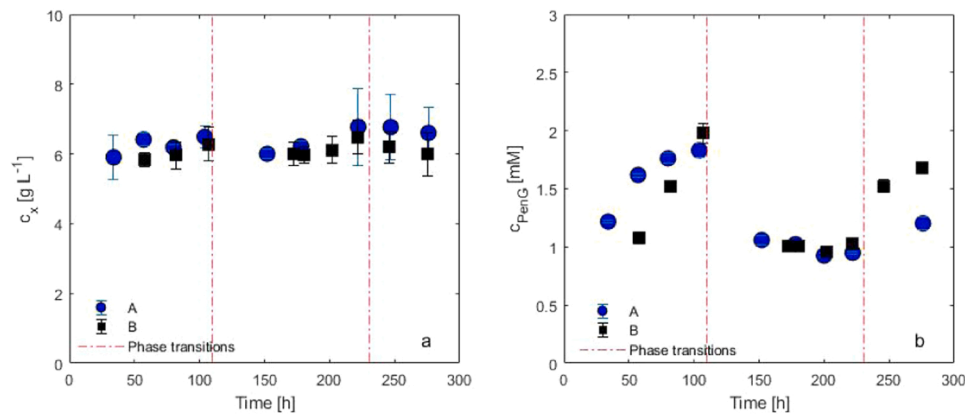 10
8
6
4
2
0
c_x [g L^-1]
A
B
Phase transitions
a
0 50 100 150 200 250 300
Time [h]
3
2.5
2
1.5
1
0.5
0
c_PenG [mM]
A
B
Phase transitions
b
0 50 100 150 200 250 300
Time [h]